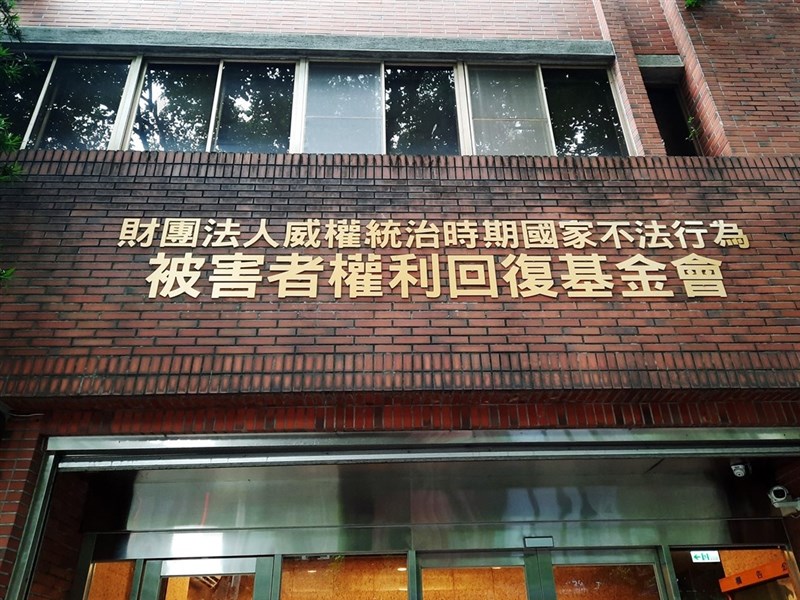 財團法人威權統治時期國家不法行為
被害者權利回復基金會